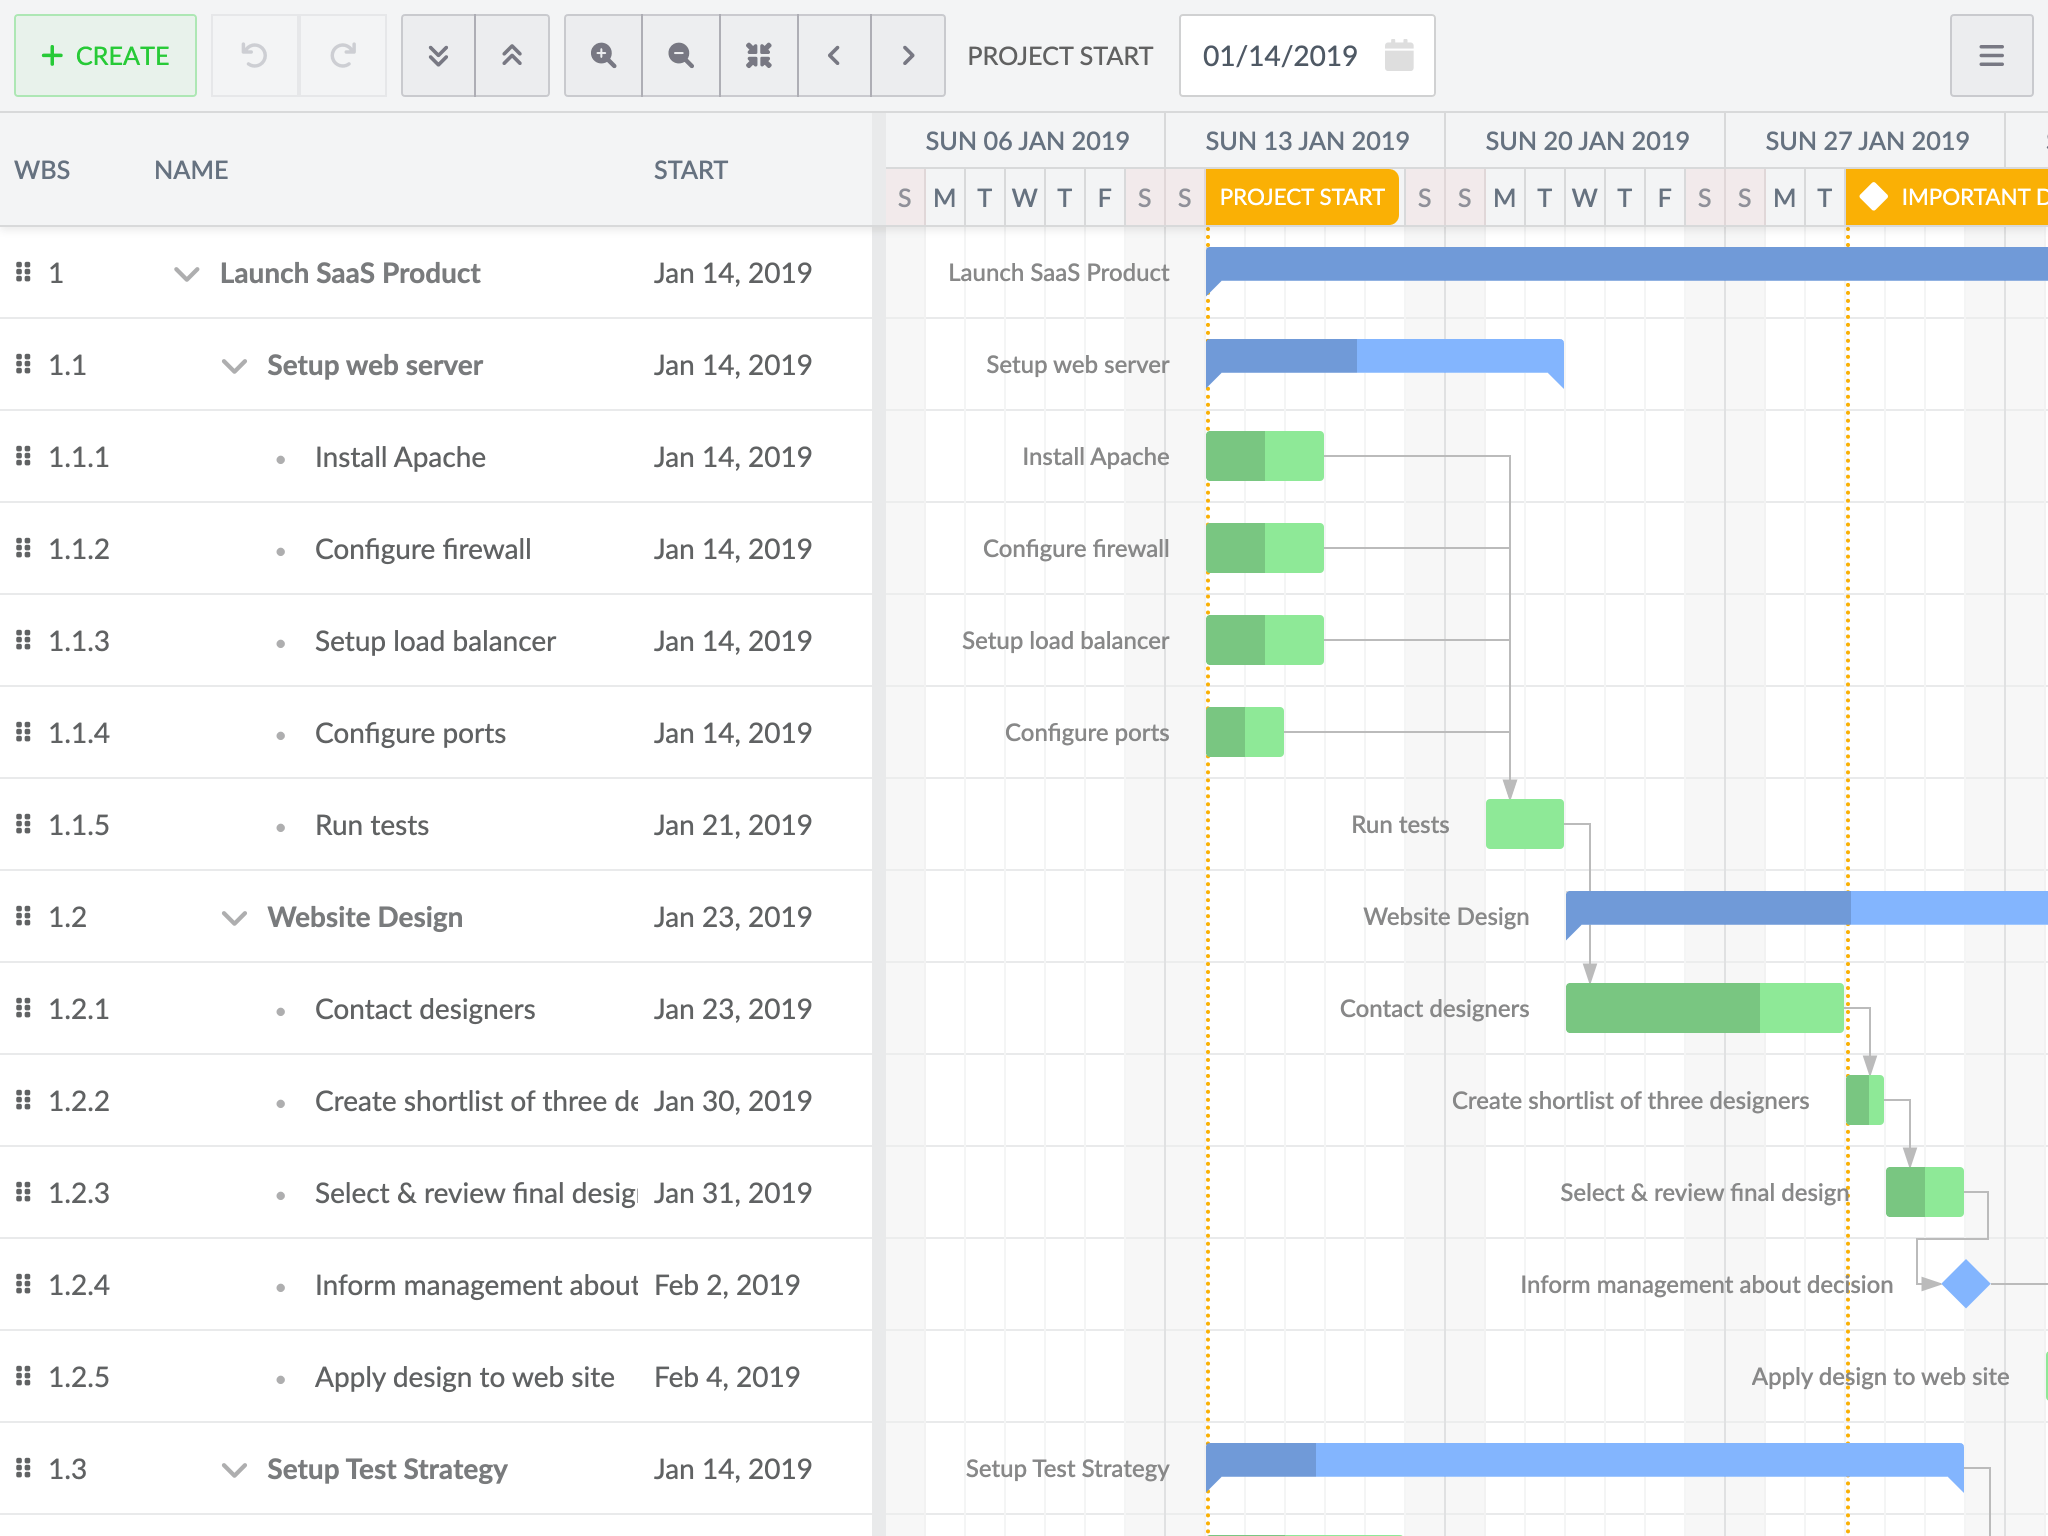 + CREATE PROJECT START 01/14/2019
WBS NAME START
SUN 06 JAN 2019 SUN 13 JAN 2019 SUN 20 JAN 2019 SUN 27 JAN 2019
S M T W T F S S PROJECT START S S M T W T F S S M T IMPORTANT D
1 Launch SaaS Product Jan 14, 2019 Launch SaaS Product
1.1 Setup web server Jan 14, 2019 Setup web server
1.1.1 Install Apache Jan 14, 2019 Install Apache
1.1.2 Configure firewall Jan 14, 2019 Configure firewall
1.1.3 Setup load balancer Jan 14, 2019 Setup load balancer
1.1.4 Configure ports Jan 14, 2019 Configure ports
1.1.5 Run tests Jan 21, 2019 Run tests
1.2 Website Design Jan 23, 2019 Website Design
1.2.1 Contact designers Jan 23, 2019 Contact designers
1.2.2 Create shortlist of three de Jan 30, 2019 Create shortlist of three designers
1.2.3 Select & review final desig Jan 31, 2019 Select & review final design
1.2.4 Inform management about Feb 2, 2019 Inform management about decision
1.2.5 Apply design to web site Feb 4, 2019 Apply design to web site
1.3 Setup Test Strategy Jan 14, 2019 Setup Test Strategy